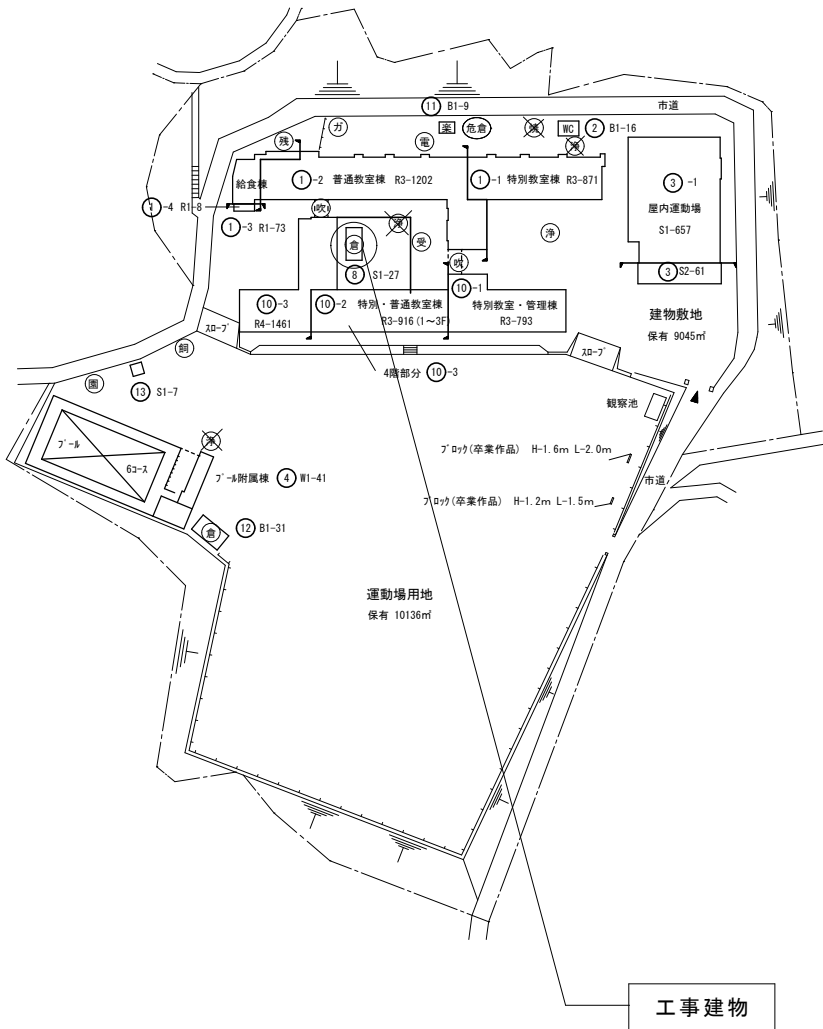 ⑪ B1-9
市道
残
ガ
電
薬
危倉
焼
WC
② B1-16
浄
給食棟
①-2 普通教室棟 R3-1202
①-1 特別教室棟 R3-871
③-1
屋内運動場
S1-657
①-4 R1-8
①-3 R1-73
吹
浄
受
倉
浄
吹
⑧ S1-27
③ S2-61
⑩-3
R4-1461
⑩-2 特別・普通教室棟
R3-916(1~3F)
⑩-1
特別教室・管理棟
R3-793
建物敷地
保有 9045㎡
スロープ
スロープ
4階部分 ⑩-3
飼
園
⑬ S1-7
観察池
プール
6コース
浄
プール附属棟 ④ W1-41
ブロック(卒業作品) H-1.6m L-2.0m
市道
ブロック(卒業作品) H-1.2m L-1.5m
倉
⑫ B1-31
運動場用地
保有 10136㎡
工事建物